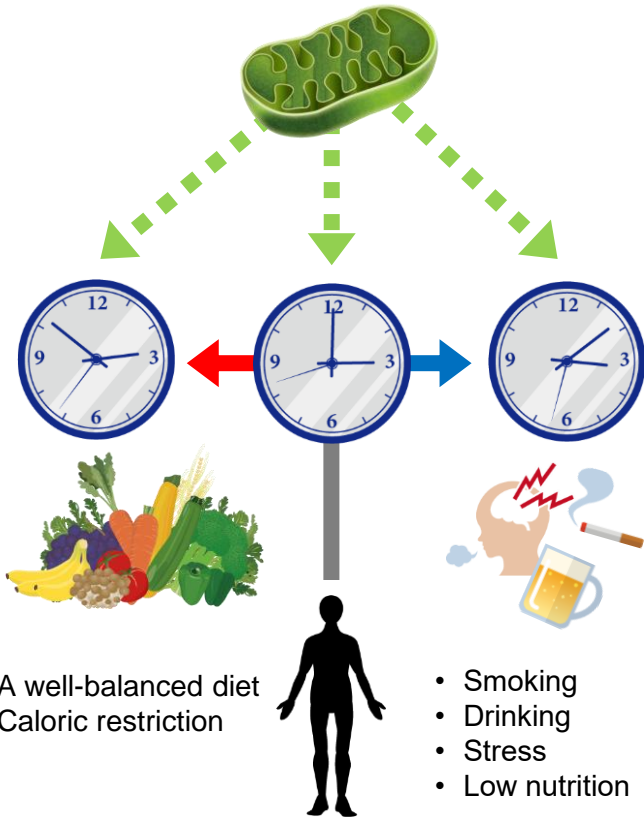 12
9
3
6
12
9
3
6
12
9
3
6
A well-balanced diet
Caloric restriction
• Smoking
• Drinking
• Stress
• Low nutrition